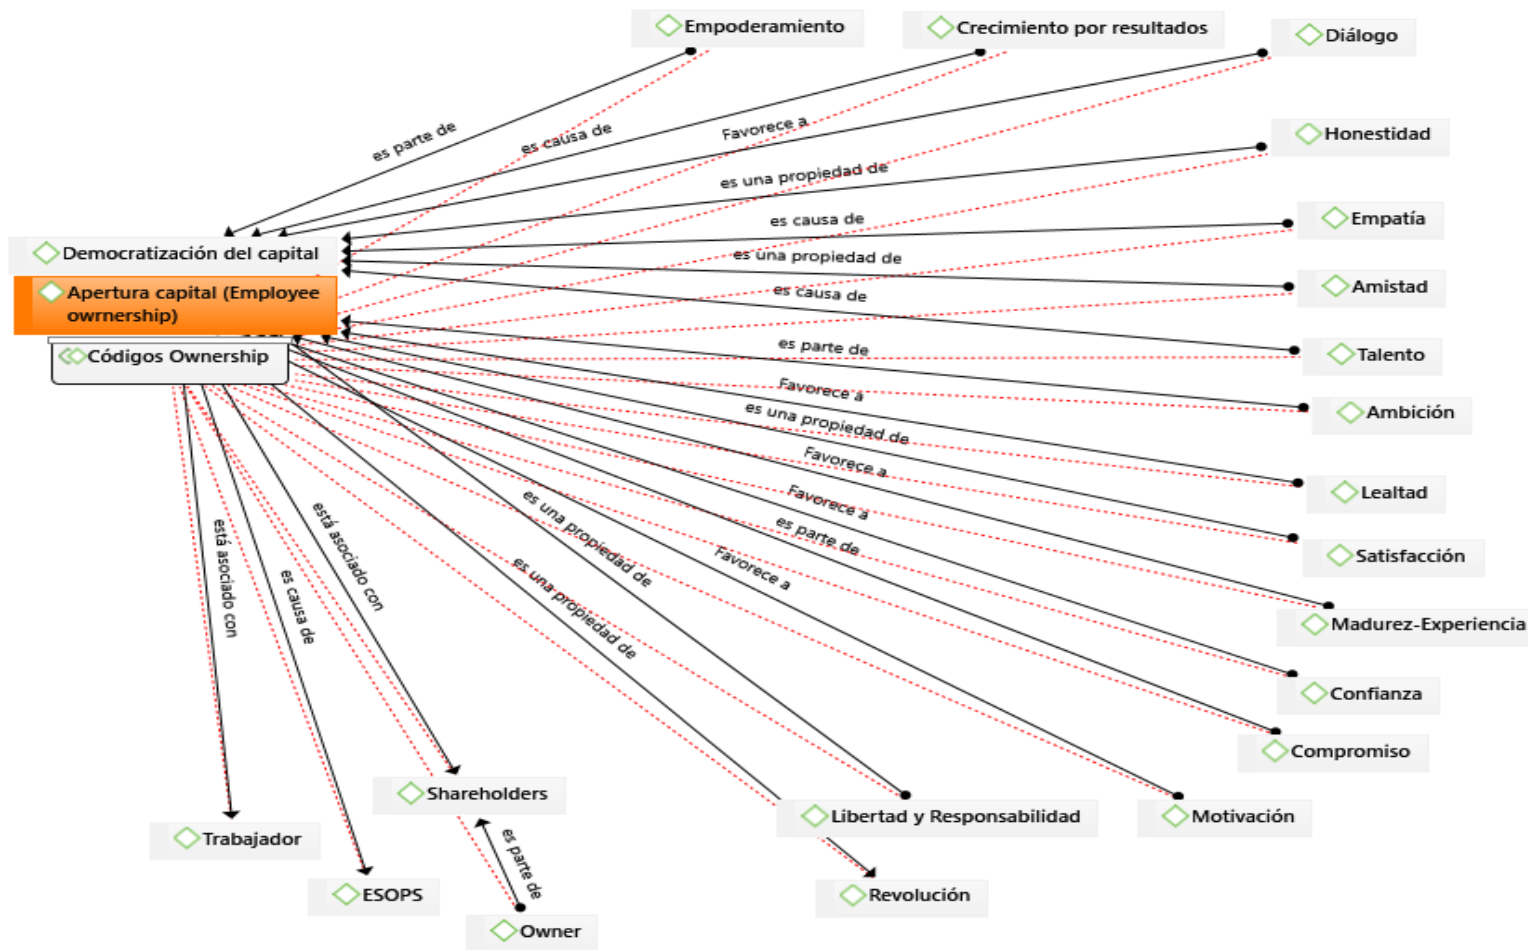 Empoderamiento
Crecimiento por resultados
Diálogo
es parte de
es causa de
Favorece a
Honestidad
es una propiedad de
Empatía
es causa de
Democratización del capital
es una propiedad de
Amistad
Apertura capital (Employee
owrnership)
es causa de
Talento
es parte de
Códigos Ownership
Ambición
Favorece a
es una propiedad de
Lealtad
Favorece a
Satisfacción
Favorece a
es parte de
Madurez-Experiencia
Favorece a
es una propiedad de
es una propiedad de
está asociado con
es causa de
está asociado con
Confianza
Compromiso
Shareholders
Libertad y Responsabilidad
Motivación
Trabajador
es parte de
ESOPS
Revolución
Owner